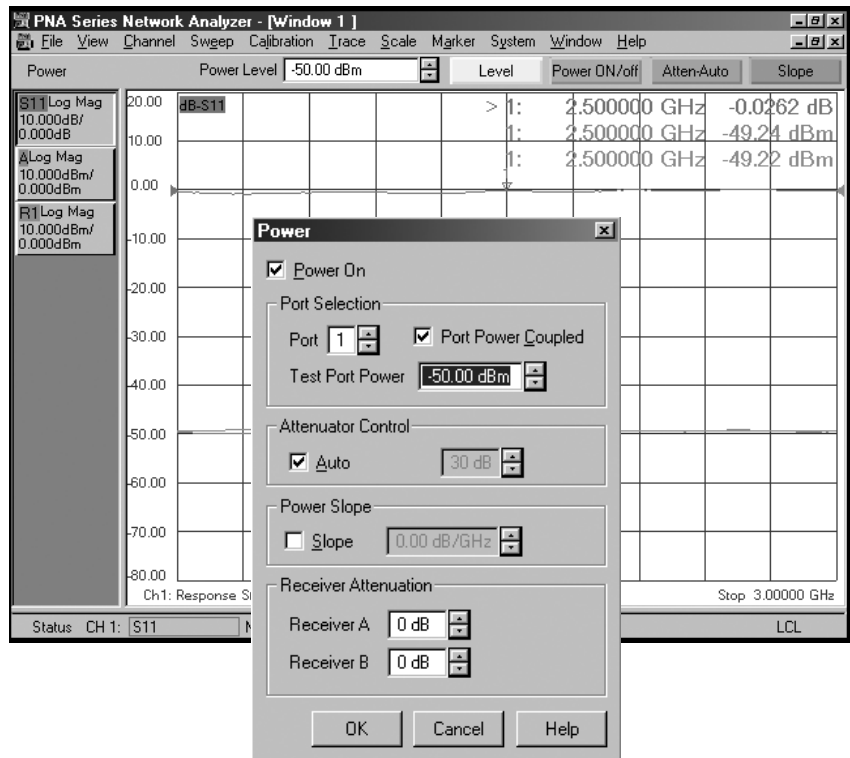 PNA Series Network Analyzer - [Window 1 ]
File View Channel Sweep Calibration Trace Scale Marker System Window Help
Power Power Level -50.00 dBm Level Power ON/off Atten-Auto Slope
S11 Log Mag
10.000dB/
0.000dB
A Log Mag
10.000dBm/
0.000dBm
R1 Log Mag
10.000dBm/
0.000dBm
dB-S11
> 1: 2.500000 GHz -0.0262 dB
1: 2.500000 GHz -49.24 dBm
1: 2.500000 GHz -49.22 dBm
20.00
10.00
0.00
-10.00
-20.00
-30.00
-40.00
-50.00
-60.00
-70.00
-80.00
Power
Power On
Port Selection
Port 1 Port Power Coupled
Test Port Power -50.00 dBm
Attenuator Control
Auto 30 dB
Power Slope
Slope 0.00 dB/GHz
Receiver Attenuation
Receiver A 0 dB
Receiver B 0 dB
OK Cancel Help
Ch1: Response Stop 3.00000 GHz
Status CH 1: S11 LCL